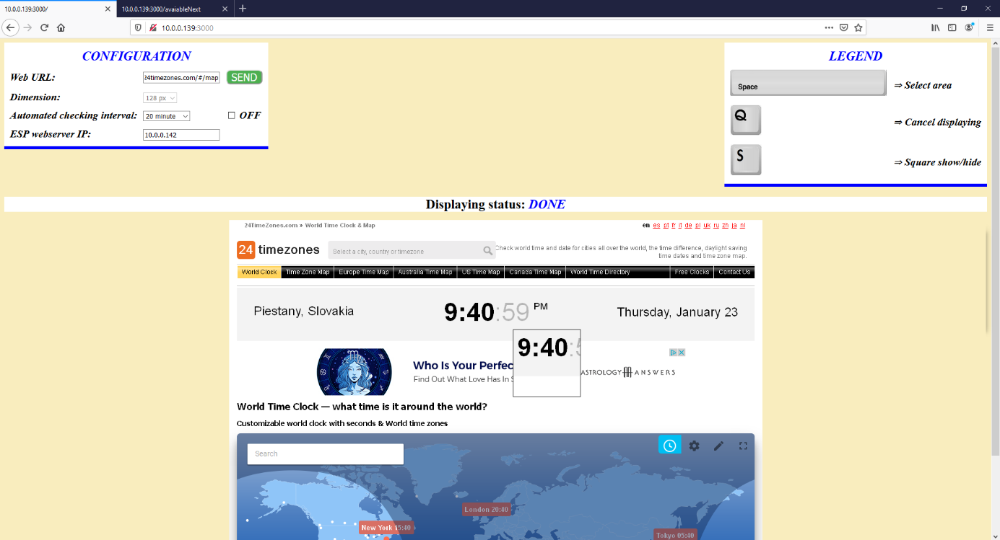 10.0.0.139:3000/
10.0.0.139:3000/avaiableNext
10.0.0.139:3000
CONFIGURATION
Web URL: 24timezones.com/#/map SEND
Dimension: 128 px
Automated checking interval: 20 minute OFF
ESP webserver IP: 10.0.0.142
LEGEND
Space ⇒ Select area
Q ⇒ Cancel displaying
S ⇒ Square show/hide
Displaying status: DONE
24TimeZones.com » World Time Clock & Map
en es pt fr it de pl uk ru zh ja nl
24 timezones
Select a city, country or timezone
Check world time and date for cities all over the world, the time difference, daylight saving
time dates and time zone map.
World Clock Time Zone Map Europe Time Map Australia Time Map US Time Map Canada Time Map World Time Directory Free Clocks Contact Us
Piestany, Slovakia 9:40:59 PM Thursday, January 23
9:40:5
Who Is Your Perfec
Find Out What Love Has In S
ASTROLOGY ANSWERS
World Time Clock — what time is it around the world?
Customizable world clock with seconds & World time zones
Search
London 20:40
New York 15:40
Tokyo 05:40